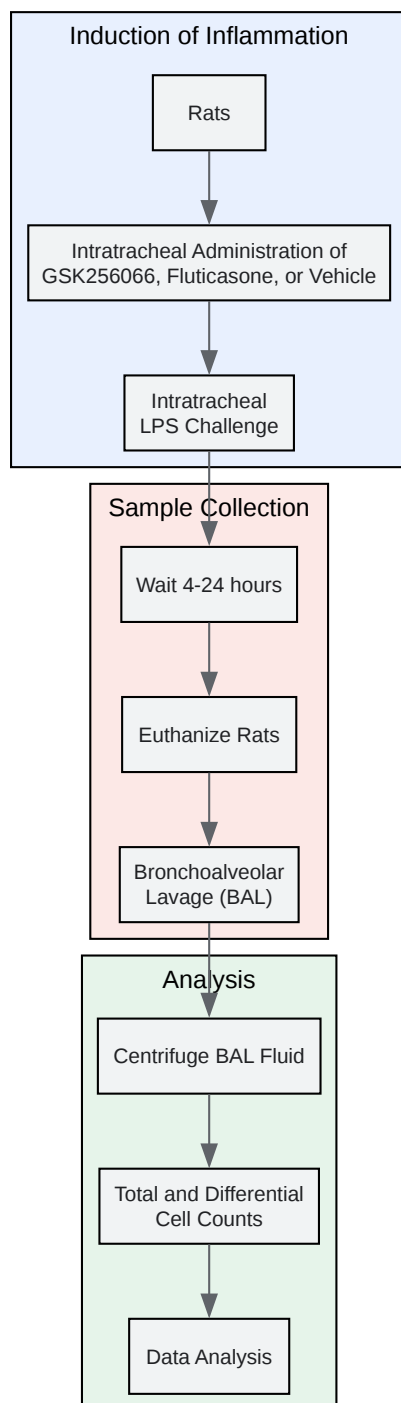 Induction of Inflammation
Rats
Intratracheal Administration of
GSK256066, Fluticasone, or Vehicle
Intratracheal
LPS Challenge
Sample Collection
Wait 4-24 hours
Euthanize Rats
Bronchoalveolar
Lavage (BAL)
Analysis
Centrifuge BAL Fluid
Total and Differential
Cell Counts
Data Analysis